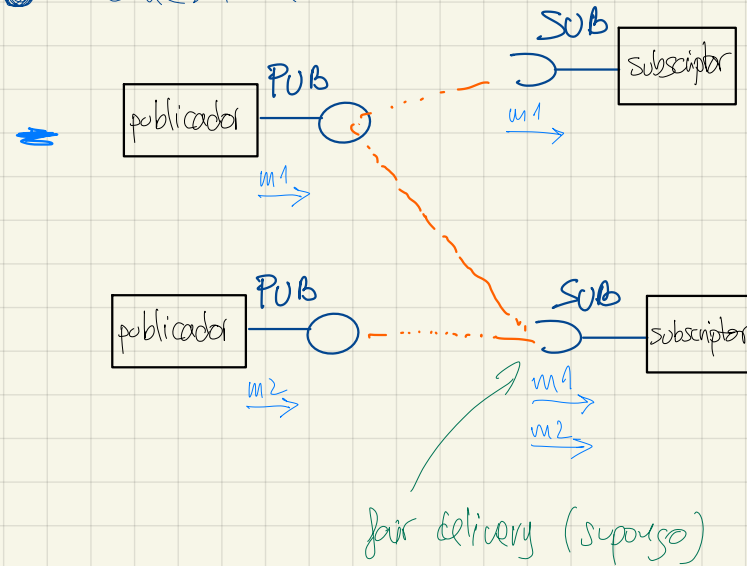 SUB
subscriptor
PUB
publicador
m1
m1
PUB
SUB
publicador
subscriptor
m2
m1
m2
fair delivery (supongo)